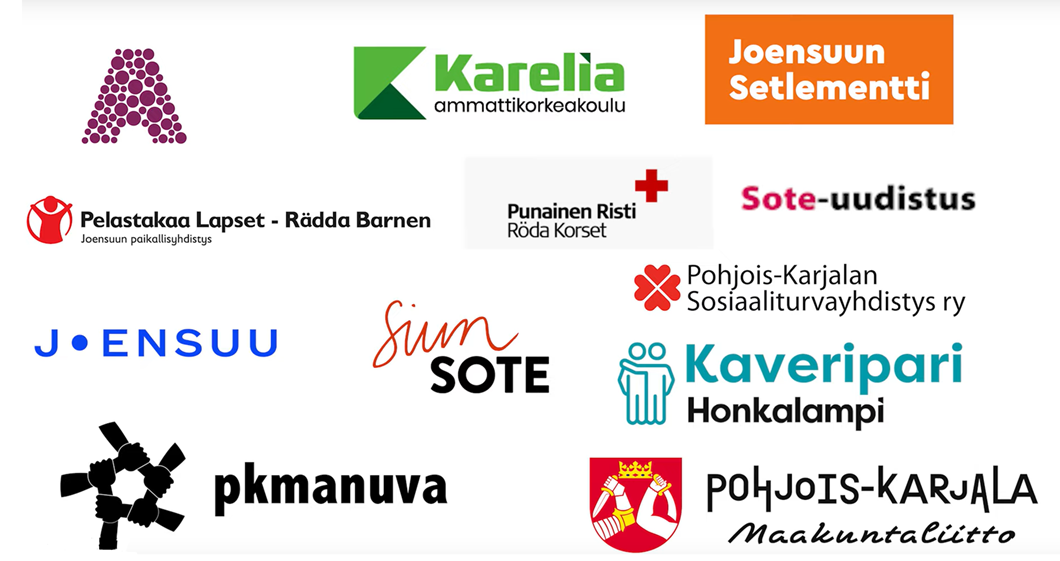 A
Karelia
ammattikorkeakoulu
Joensuun
Setlementti
Pelastakaa Lapset - Rädda Barnen
Joensuun paikallisyhdistys
Punainen Risti
Röda Korset
Sote-uudistus
Pohjois-Karjalan
Sosiaaliturvayhdistys ry
JOENSUU
Siun
SOTE
Kaveripari
Honkalampi
pkmanuva
POHJOIS-KARJALA
Maakuntaliitto